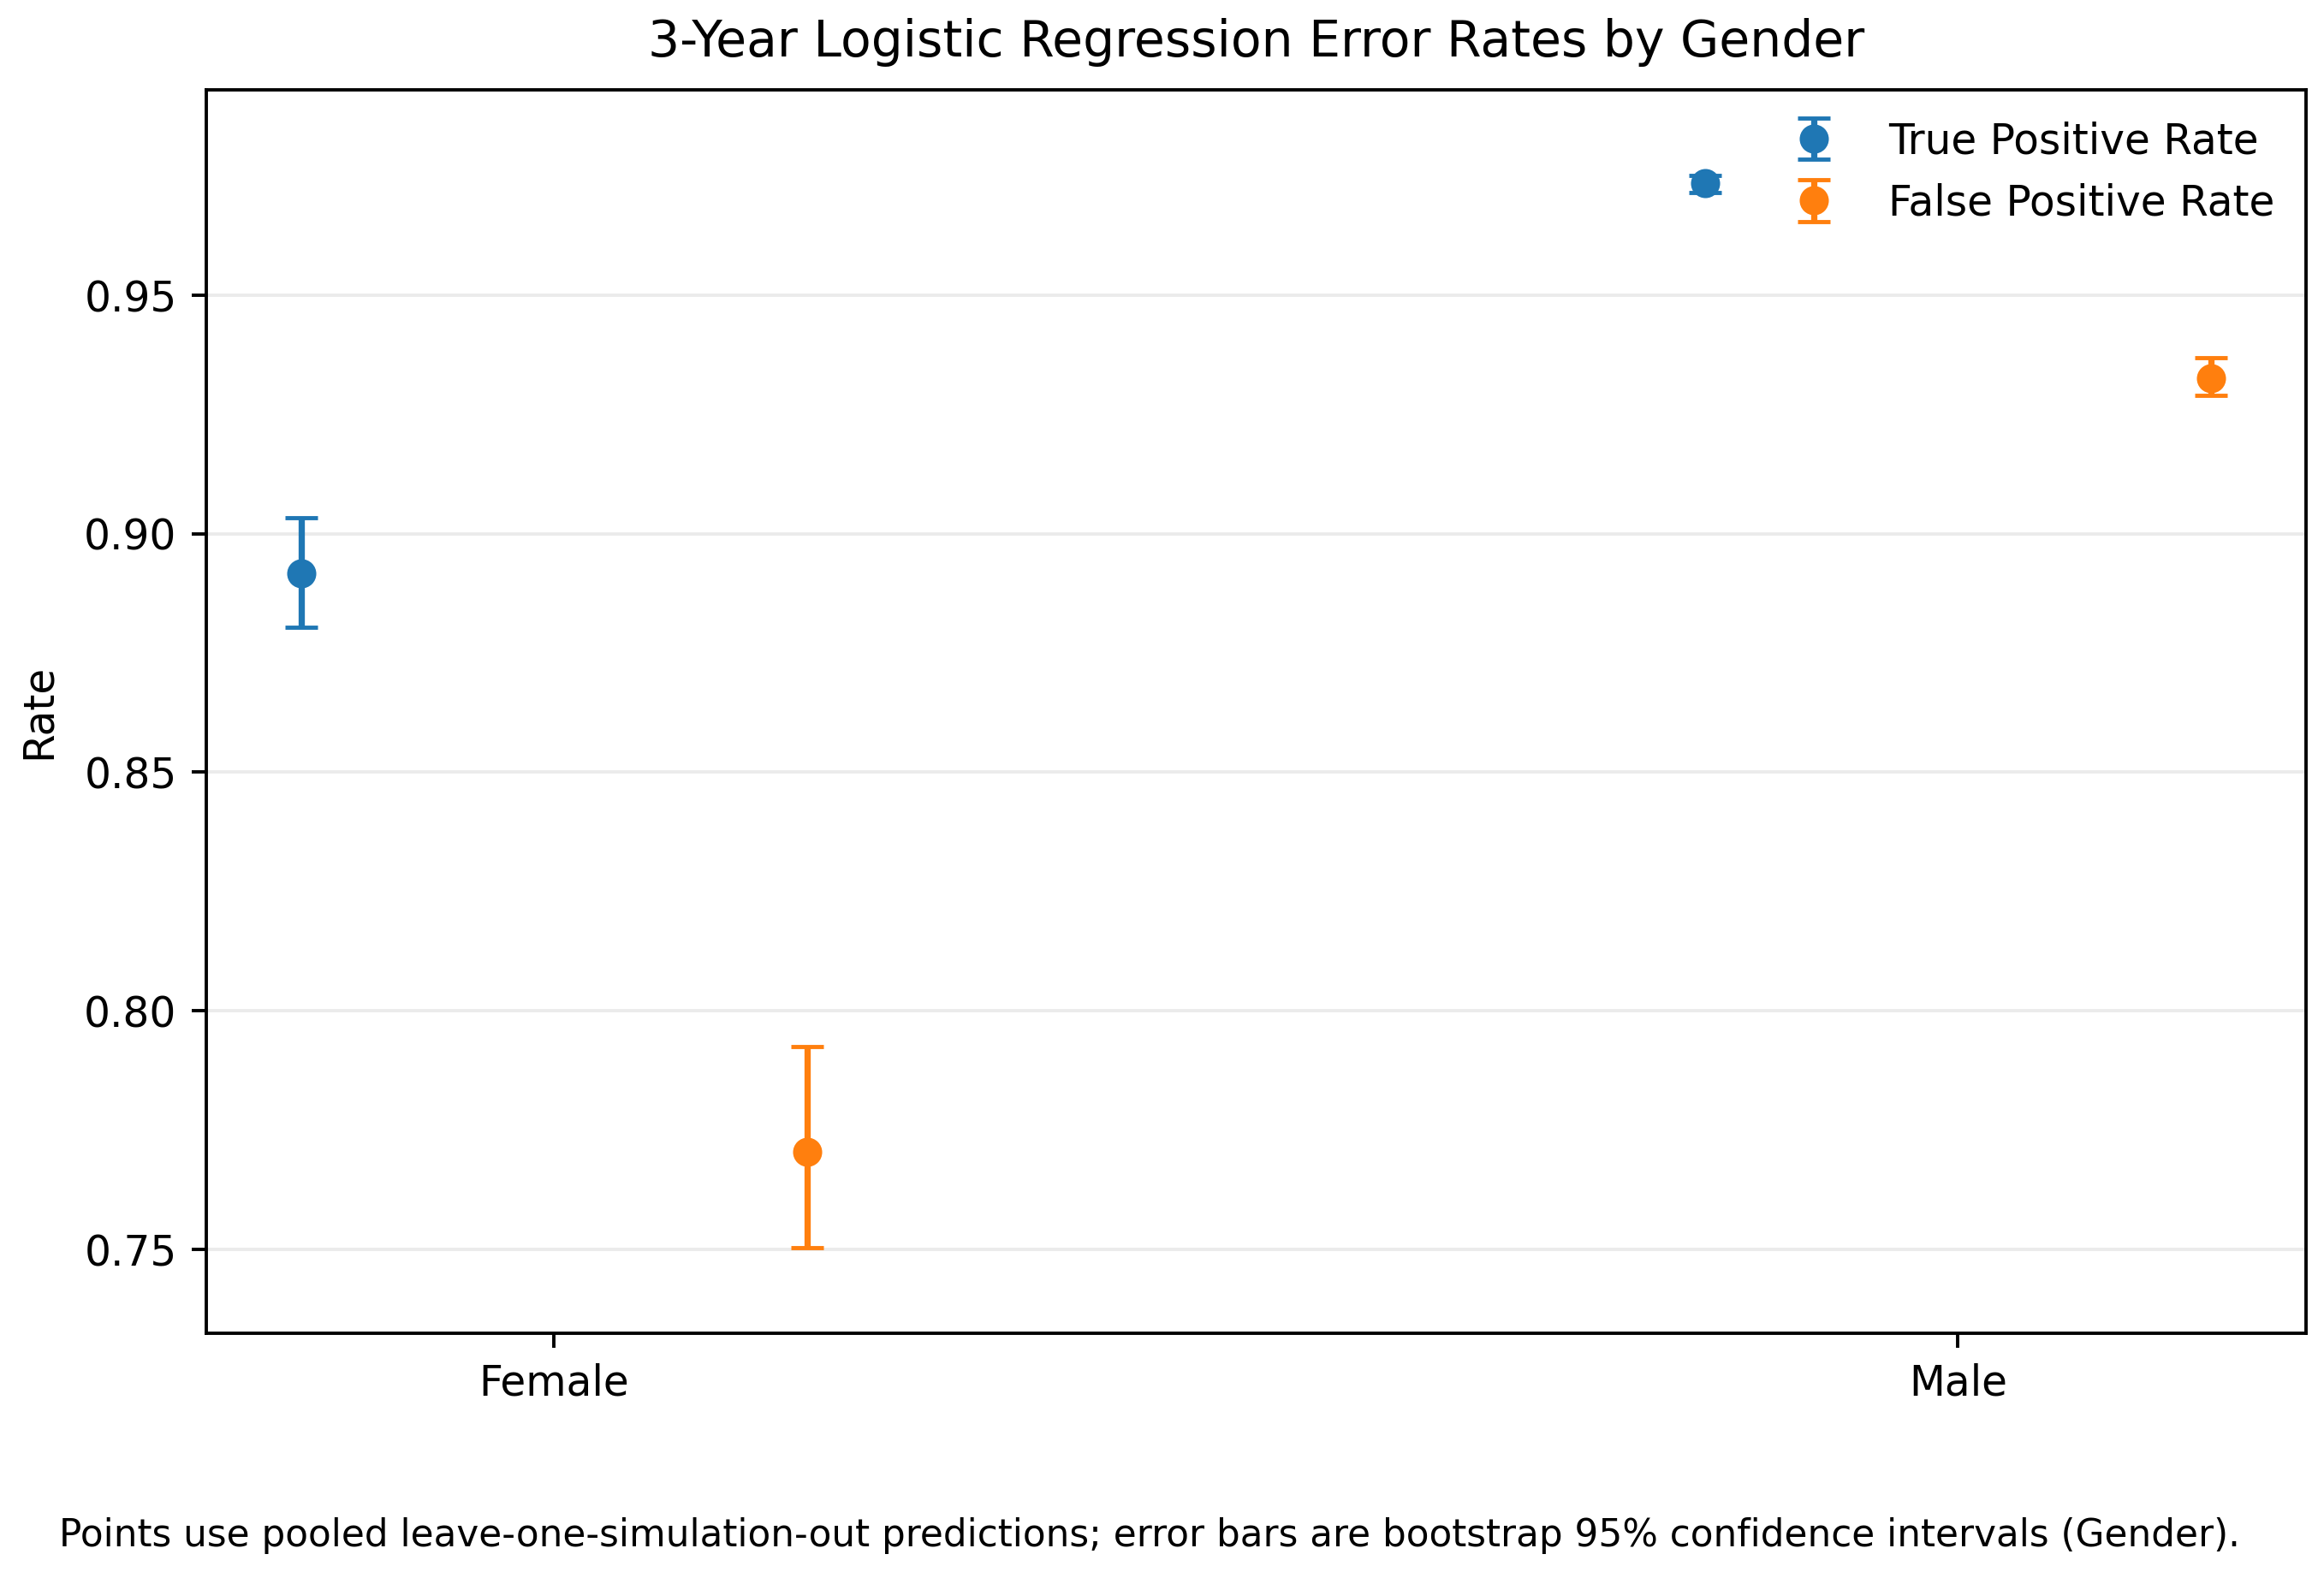 3-Year Logistic Regression Error Rates by Gender
True Positive Rate
False Positive Rate
0.95
0.90
0.85
0.80
0.75
Rate
Female
Male
Points use pooled leave-one-simulation-out predictions; error bars are bootstrap 95% confidence intervals (Gender).